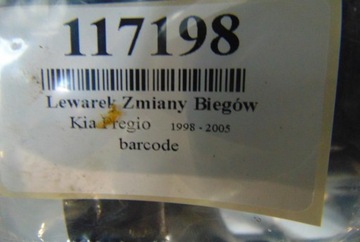 117198
Lewarek Zmiany Biegów
Kia Pregio 1998 - 2005
barcode